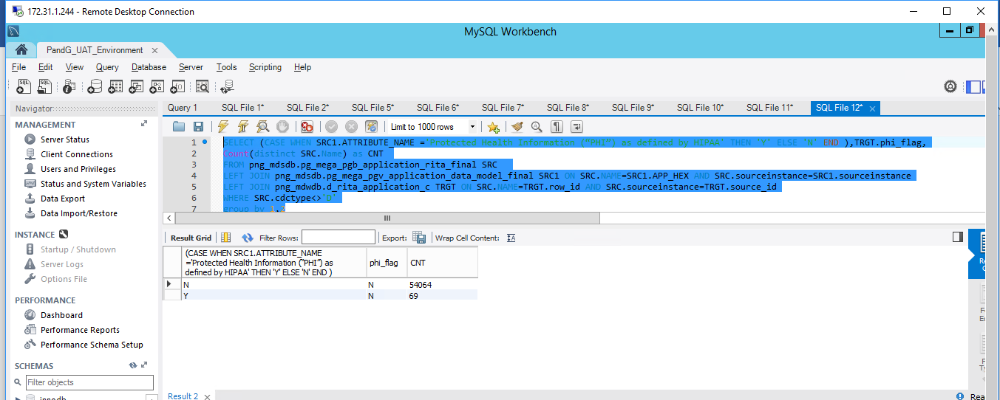 172.31.1.244 - Remote Desktop Connection
MySQL Workbench
PandG_UAT_Environment
File Edit View Query Database Server Tools Scripting Help
Navigator
MANAGEMENT
Server Status
Client Connections
Users and Privileges
Status and System Variables
Data Export
Data Import/Restore
INSTANCE
Startup / Shutdown
Server Logs
Options File
PERFORMANCE
Dashboard
Performance Reports
Performance Schema Setup
SCHEMAS
Filter objects
Query 1 SQL File 1* SQL File 2* SQL File 5* SQL File 6* SQL File 7* SQL File 8* SQL File 9* SQL File 10* SQL File 11* SQL File 12*
Limit to 1000 rows
1 SELECT (CASE WHEN SRC1.ATTRIBUTE_NAME ='Protected Health Information (“PHI”) as defined by HIPAA' THEN 'Y' ELSE 'N' END ),TRGT.phi_flag,
2 Count(distinct SRC.Name) as CNT
3 FROM png_mdsdb.pg_mega_pgb_application_rita_final SRC
4 LEFT JOIN png_mdsdb.pg_mega_pgv_application_data_model_final SRC1 ON SRC.NAME=SRC1.APP_HEX AND SRC.sourceinstance=SRC1.sourceinstance
5 LEFT JOIN png_mdwdb.d_rita_application_c TRGT ON SRC.NAME=TRGT.row_id AND SRC.sourceinstance=TRGT.source_id
6 WHERE SRC.cdctype<>'D'
7 group by 1,2
Result Grid Filter Rows: Export: Wrap Cell Content:
(CASE WHEN SRC1.ATTRIBUTE_NAME
='Protected Health Information (“PHI”) as
defined by HIPAA' THEN 'Y' ELSE 'N' END )
phi_flag CNT
N N 54064
Y N 69
Result 2